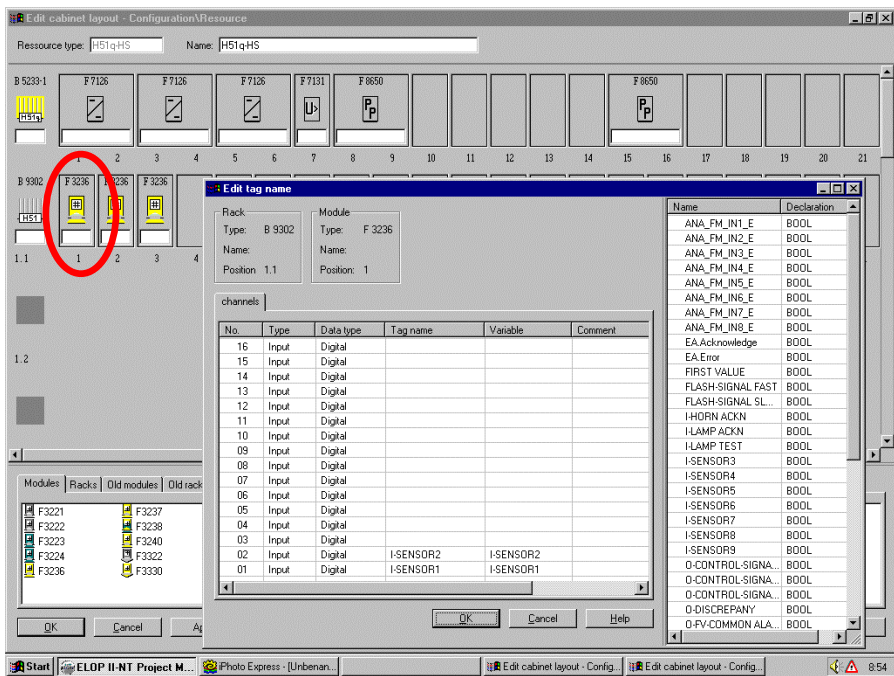 Edit cabinet layout - Configuration\Resource
Ressource type: H51q-HS Name: H51q-HS
B 5233-1 F 7126 F 7126 F 7126 F 7131 F 8650 F 8650
H51q
1 2 3 4 5 6 7 8 9 10 11 12 13 14 15 16 17 18 19 20 21
B 9302 F 3236 F 3236 F 3236
H51
1.1 1 2 3 4
1.2
Edit tag name
Rack Module
Type: B 9302 Type: F 3236
Name: Name:
Position 1.1 Position: 1
channels
No. Type Data type Tag name Variable Comment
16 Input Digital
15 Input Digital
14 Input Digital
13 Input Digital
12 Input Digital
11 Input Digital
10 Input Digital
09 Input Digital
08 Input Digital
07 Input Digital
06 Input Digital
05 Input Digital
04 Input Digital
03 Input Digital
02 Input Digital I-SENSOR2 I-SENSOR2
01 Input Digital I-SENSOR1 I-SENSOR1
OK Cancel Help
Name Declaration
ANA_FM_IN1_E BOOL
ANA_FM_IN2_E BOOL
ANA_FM_IN3_E BOOL
ANA_FM_IN4_E BOOL
ANA_FM_IN5_E BOOL
ANA_FM_IN6_E BOOL
ANA_FM_IN7_E BOOL
ANA_FM_IN8_E BOOL
EA.Acknowledge BOOL
EA.Error BOOL
FIRST VALUE BOOL
FLASH-SIGNAL FAST BOOL
FLASH-SIGNAL SL... BOOL
I-HORN ACKN BOOL
I-LAMP ACKN BOOL
I-LAMP TEST BOOL
I-SENSOR3 BOOL
I-SENSOR4 BOOL
I-SENSOR5 BOOL
I-SENSOR6 BOOL
I-SENSOR7 BOOL
I-SENSOR8 BOOL
I-SENSOR9 BOOL
O-CONTROL-SIGNA... BOOL
O-CONTROL-SIGNA... BOOL
O-CONTROL-SIGNA... BOOL
O-DISCREPANY BOOL
O-FV-COMMON ALA... BOOL
Modules Racks Old modules Old rack
F3221 F3237
F3222 F3238
F3223 F3240
F3224 F3322
F3236 F3330
OK Cancel Ap
Start ELOP II-NT Project M... iPhoto Express - [Unbenan... Edit cabinet layout - Config... Edit cabinet layout - Config... 8:54